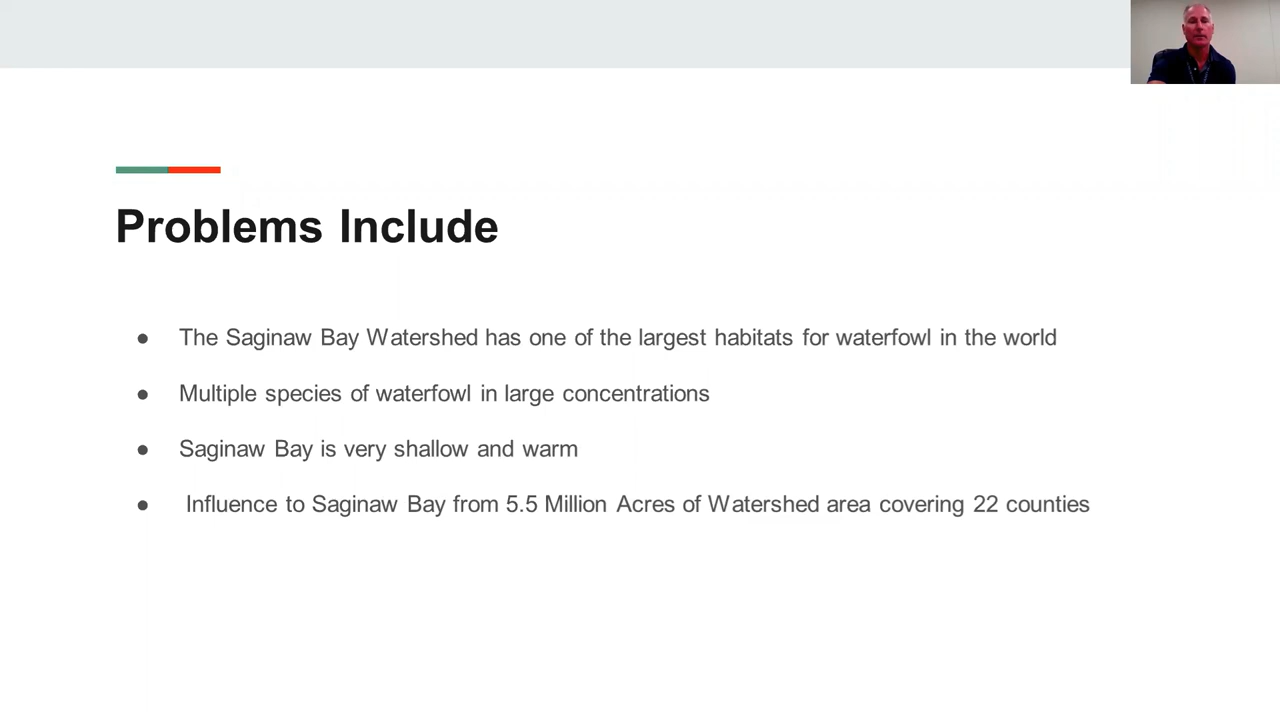 Problems Include
● The Saginaw Bay Watershed has one of the largest habitats for waterfowl in the world
● Multiple species of waterfowl in large concentrations
● Saginaw Bay is very shallow and warm
● Influence to Saginaw Bay from 5.5 Million Acres of Watershed area covering 22 counties